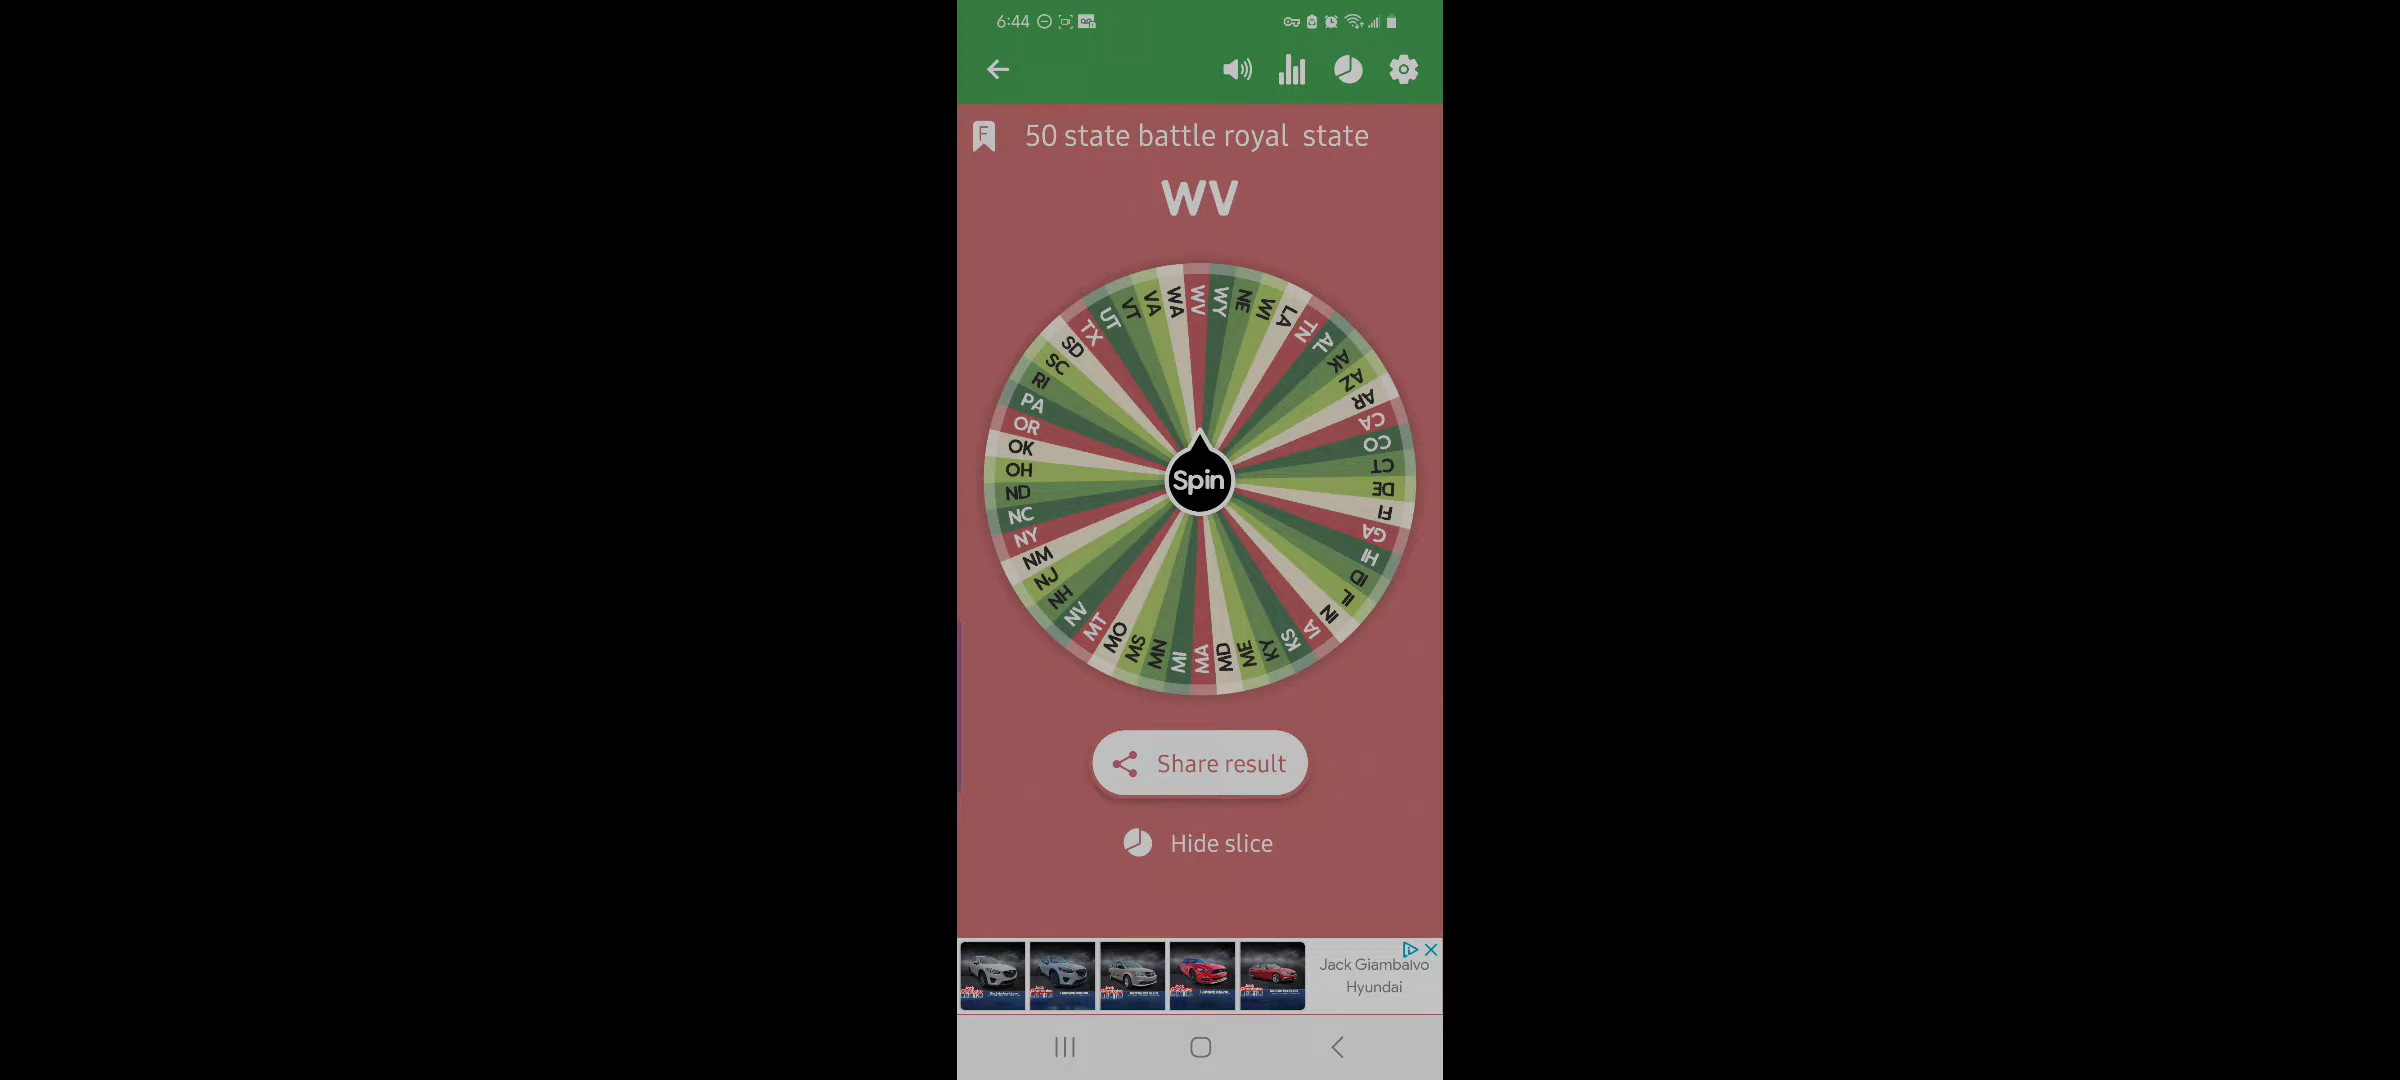 6:44
F
50 state battle royal  state
WV
WV
WY
NE
WI
LA
TN
AL
AK
AZ
AR
CA
CO
CT
DE
FI
GA
HI
ID
IL
IN
IA
KS
KY
ME
MD
MA
MI
MN
MS
MO
MT
NV
NH
NJ
NM
NY
NC
ND
OH
OK
OR
PA
RI
SC
SD
TX
UT
VT
VA
WA
Spin
Share result
Hide slice
Jack Giambalvo
Hyundai